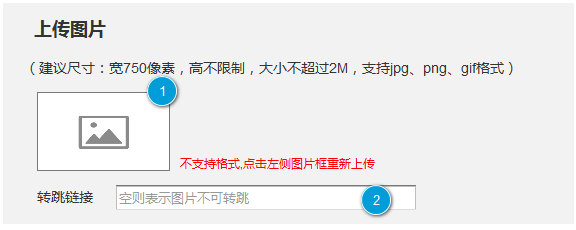 上传图片
（建议尺寸：宽750像素，高不限制，大小不超过2M，支持jpg、png、gif格式）
1
不支持格式,点击左侧图片框重新上传
转跳链接 空则表示图片不可转跳 2